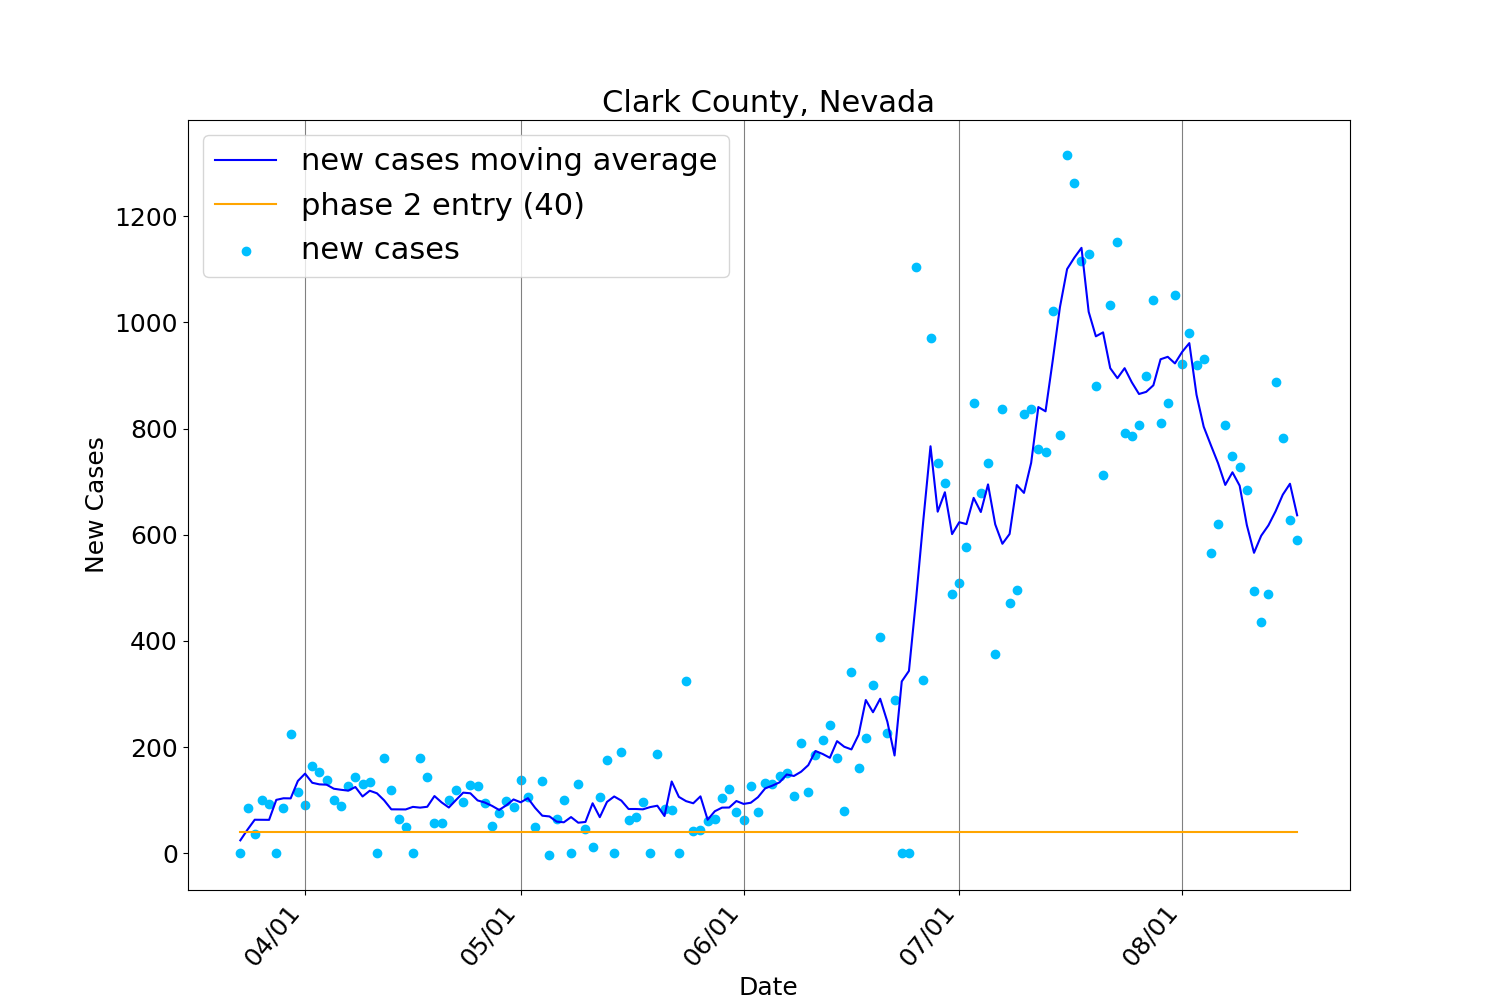 Clark County, Nevada
new cases moving average
phase 2 entry (40)
new cases
New Cases
1200
1000
800
600
400
200
0
04/01
05/01
06/01
07/01
08/01
Date